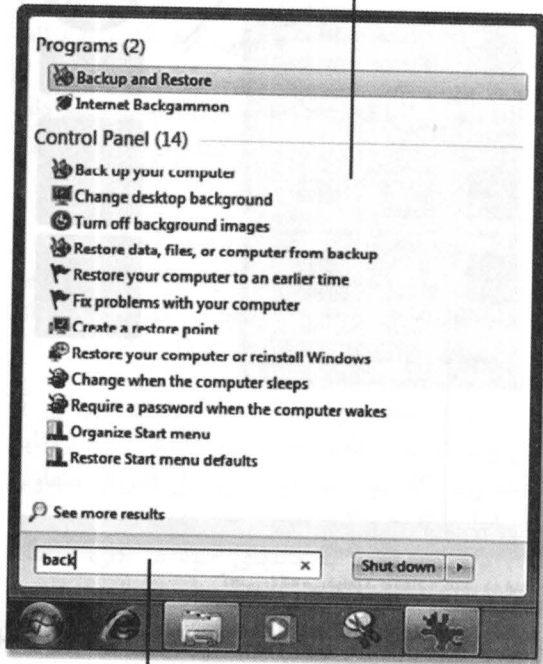 Programs (2)
Backup and Restore
Internet Backgammon
Control Panel (14)
Back up your computer
Change desktop background
Turn off background images
Restore data, files, or computer from backup
Restore your computer to an earlier time
Fix problems with your computer
Create a restore point
Restore your computer or reinstall Windows
Change when the computer sleeps
Require a password when the computer wakes
Organize Start menu
Restore Start menu defaults
See more results
back
Shut down